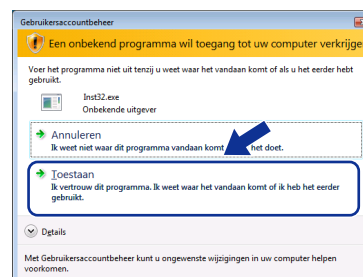 Gebruikersaccountbeheer
Een onbekend programma wil toegang tot uw computer verkrijge
Voer het programma niet uit tenzij u weet waar het vandaan komt of als u het eerder hebt
gebruikt.
Inst32.exe
Onbekende uitgever
Annuleren
Ik weet niet waar dit programma vandaan komt het doet.
Toestaan
Ik vertrouw dit programma. Ik weet waar het vandaan komt of ik heb het eerder
gebruikt.
Details
Met Gebruikersaccountbeheer kunt u ongewenste wijzigingen in uw computer helpen
voorkomen.